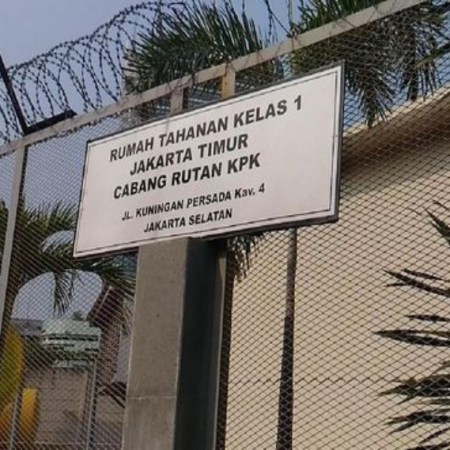 RUMAH TAHANAN KELAS 1
JAKARTA TIMUR
CABANG RUTAN KPK
JL. KUNINGAN PERSADA Kav. 4
JAKARTA SELATAN